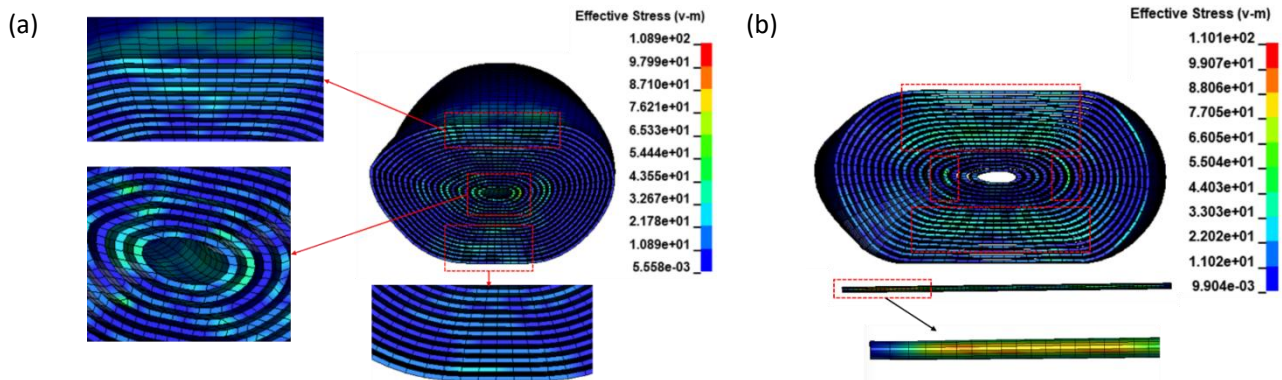 (a)
Effective Stress (v-m)
1.089e+02
9.799e+01
8.710e+01
7.621e+01
6.533e+01
5.444e+01
4.355e+01
3.267e+01
2.178e+01
1.089e+01
5.558e-03
(b)
Effective Stress (v-m)
1.101e+02
9.907e+01
8.806e+01
7.705e+01
6.605e+01
5.504e+01
4.403e+01
3.303e+01
2.202e+01
1.102e+01
9.904e-03